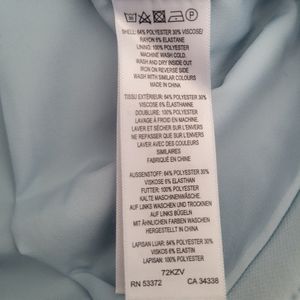 SHELL: 64% POLYESTER 30% VISCOSE/
RAYON 6% ELASTANE
LINING: 100% POLYESTER
MACHINE WASH COLD
WASH AND DRY INSIDE OUT
IRON ON REVERSE SIDE
WASH WITH SIMILAR COLOURS
MADE IN CHINA
TISSU EXTÉRIEUR: 64% POLYESTER 30%
VISCOSE 6% ELASTHANNE
DOUBLURE: 100% POLYESTER
LAVAGE À FROID EN MACHINE
LAVER ET SÉCHER SUR L'ENVERS
NE REPASSER QUE SUR L'ENVERS
LAVER AVEC DES COULEURS
SIMILAIRES
FABRIQUÉ EN CHINE
AUSSENSTOFF: 64% POLYESTER 30%
VISKOSE 6% ELASTHAN
FUTTER: 100% POLYESTER
KALTE MASCHINENWÄSCHE,
AUF LINKS WASCHEN UND TROCKNEN
AUF LINKS BÜGELN
MIT ÄHNLICHEN FARBEN WASCHEN
HERGESTELLT IN CHINA
LAPISAN LUAR: 64% POLIESTER 30%
VISKOS 6% ELASTIN
LAPISAN: 100% POLIESTER
72KZV
RN 53372 CA 34338